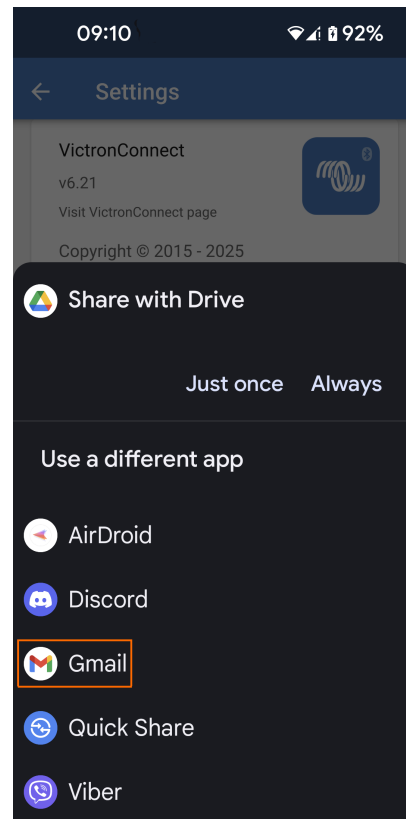 09:10 92%
Settings
VictronConnect
v6.21
Visit VictronConnect page
Copyright © 2015 - 2025
Share with Drive
Just once Always
Use a different app
AirDroid
Discord
Gmail
Quick Share
Viber